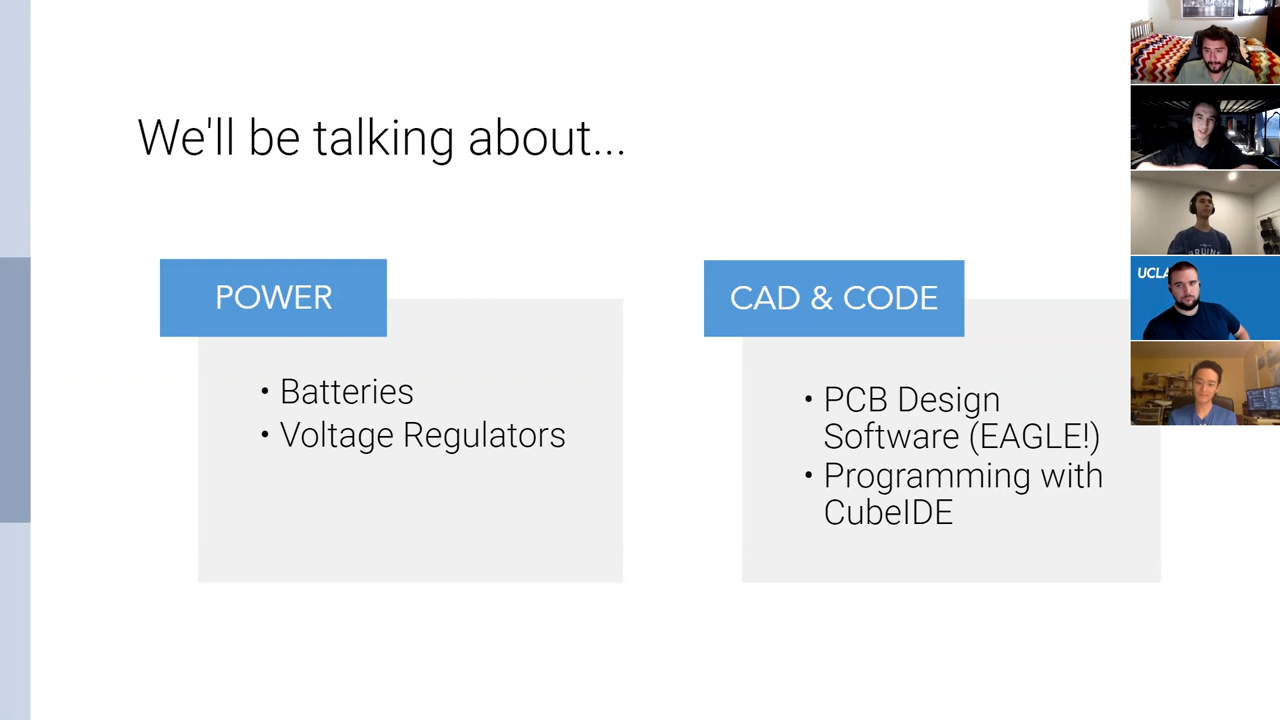 We'll be talking about...
POWER
• Batteries
• Voltage Regulators
CAD & CODE
• PCB Design
Software (EAGLE!)
• Programming with
CubeIDE
UCLA